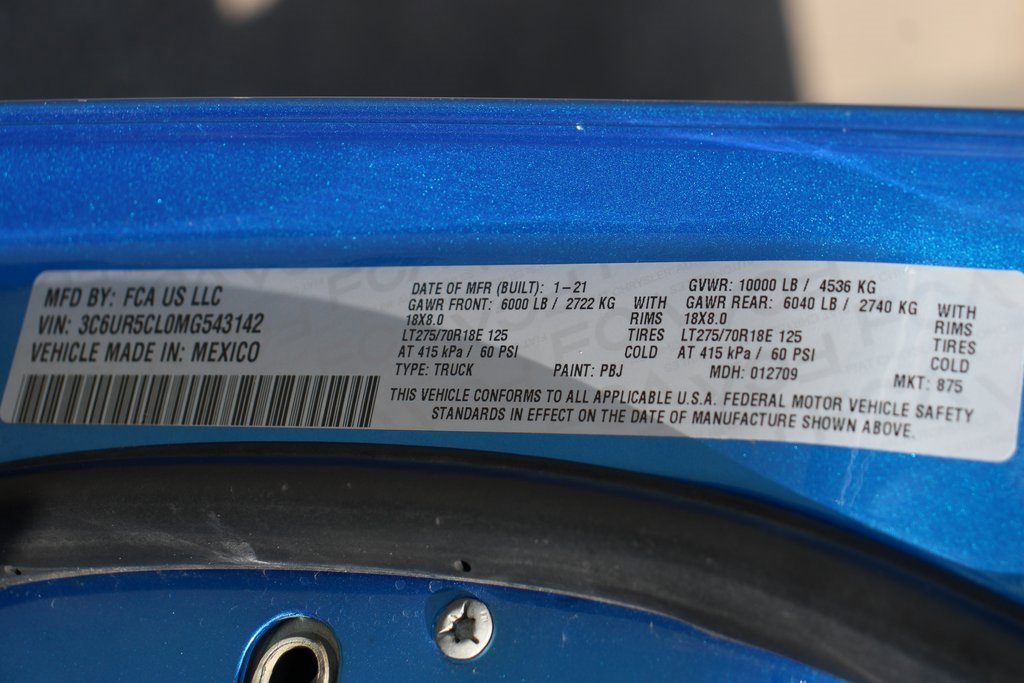 MFD BY: FCA US LLC
VIN: 3C6UR5CL0MG543142
VEHICLE MADE IN: MEXICO
DATE OF MFR (BUILT): 1-21
GAWR FRONT: 6000 LB / 2722 KG WITH
18X8.0 RIMS
LT275/70R18E 125 TIRES
AT 415 kPa / 60 PSI COLD
TYPE: TRUCK PAINT: PBJ
GVWR: 10000 LB / 4536 KG
GAWR REAR: 6040 LB / 2740 KG WITH
18X8.0 RIMS
LT275/70R18E 125 TIRES
AT 415 kPa / 60 PSI COLD
MDH: 012709 MKT: 875
THIS VEHICLE CONFORMS TO ALL APPLICABLE U.S.A. FEDERAL MOTOR VEHICLE SAFETY
STANDARDS IN EFFECT ON THE DATE OF MANUFACTURE SHOWN ABOVE.